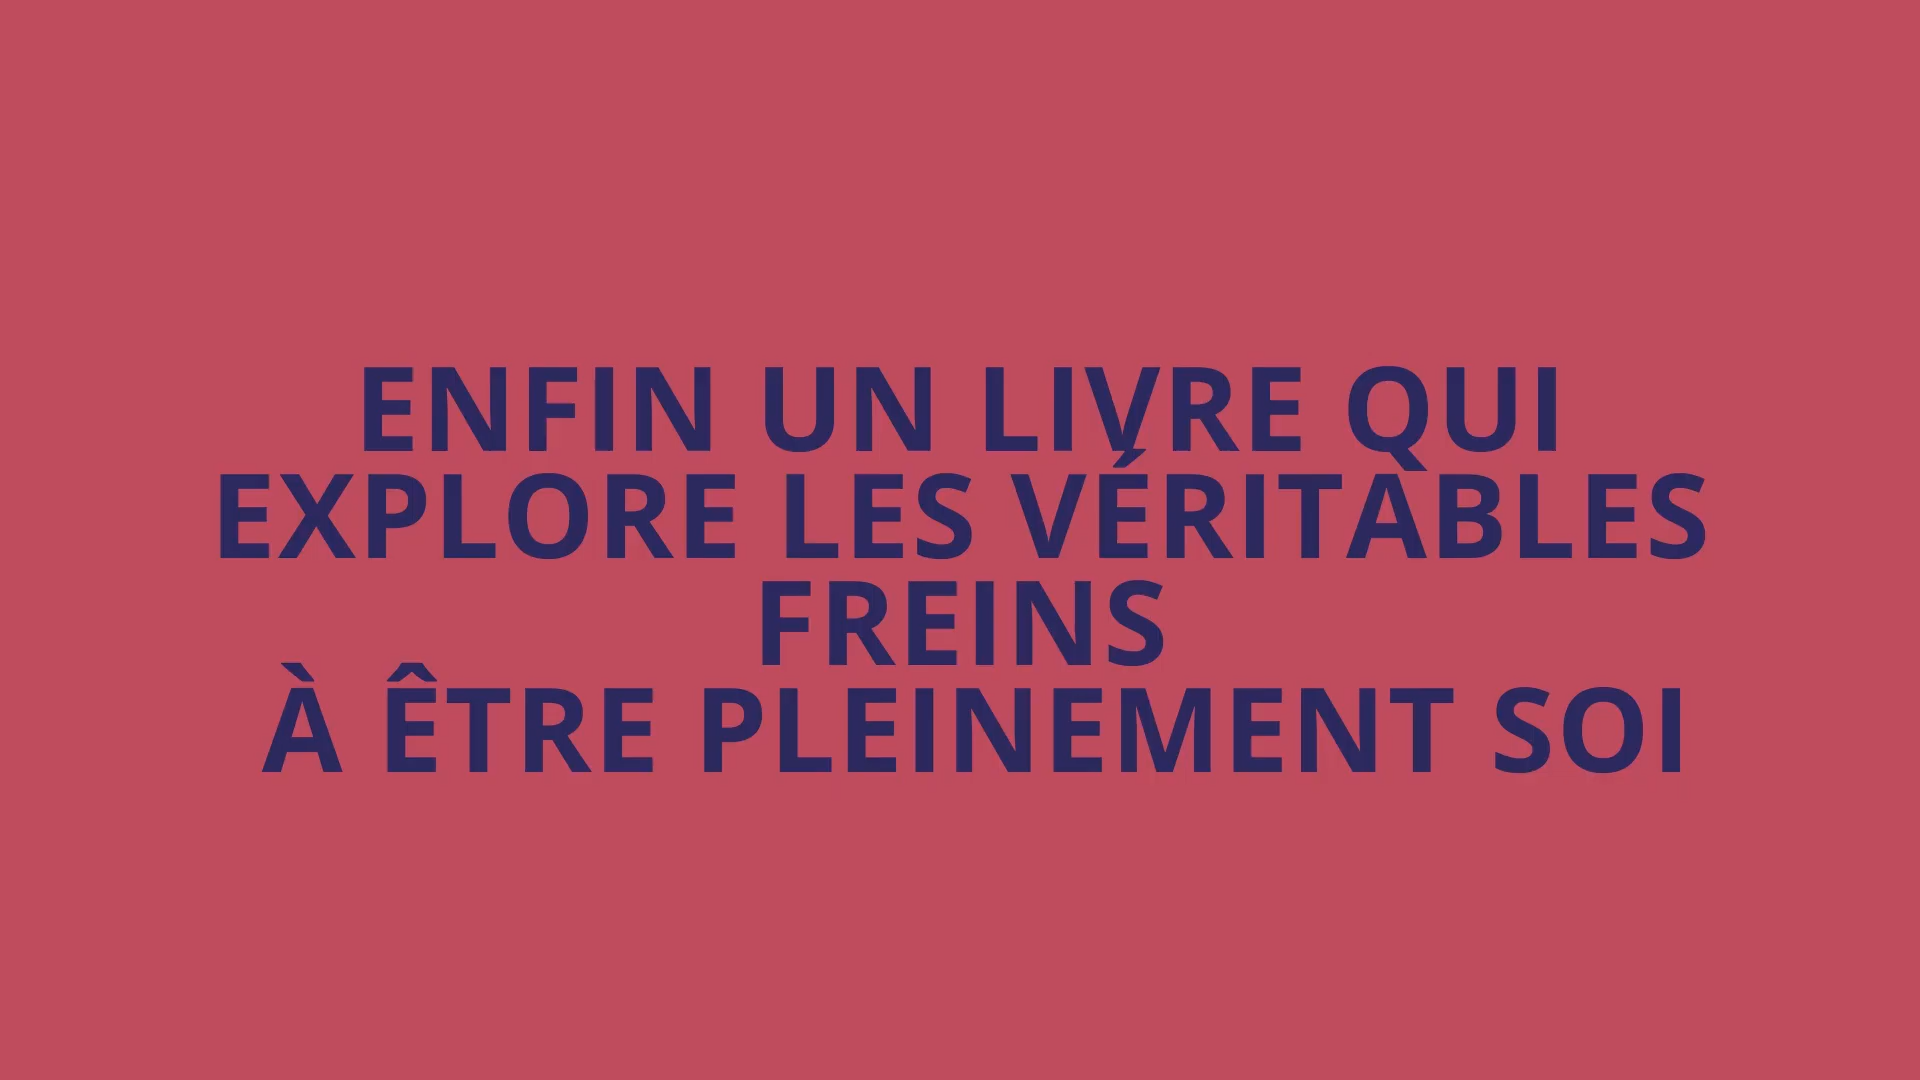 ENFIN UN LIVRE QUI
EXPLORE LES VÉRITABLES
FREINS
À ÊTRE PLEINEMENT SOI